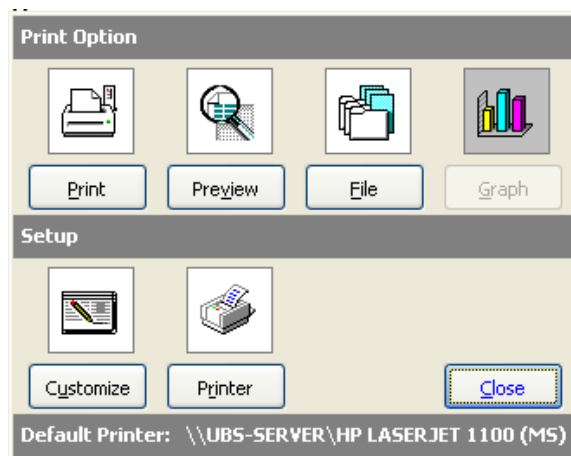 Print Option
Print Preview File Graph
Setup
Customize Printer Close
Default Printer: \\UBS-SERVER\HP LASERJET 1100 (MS)